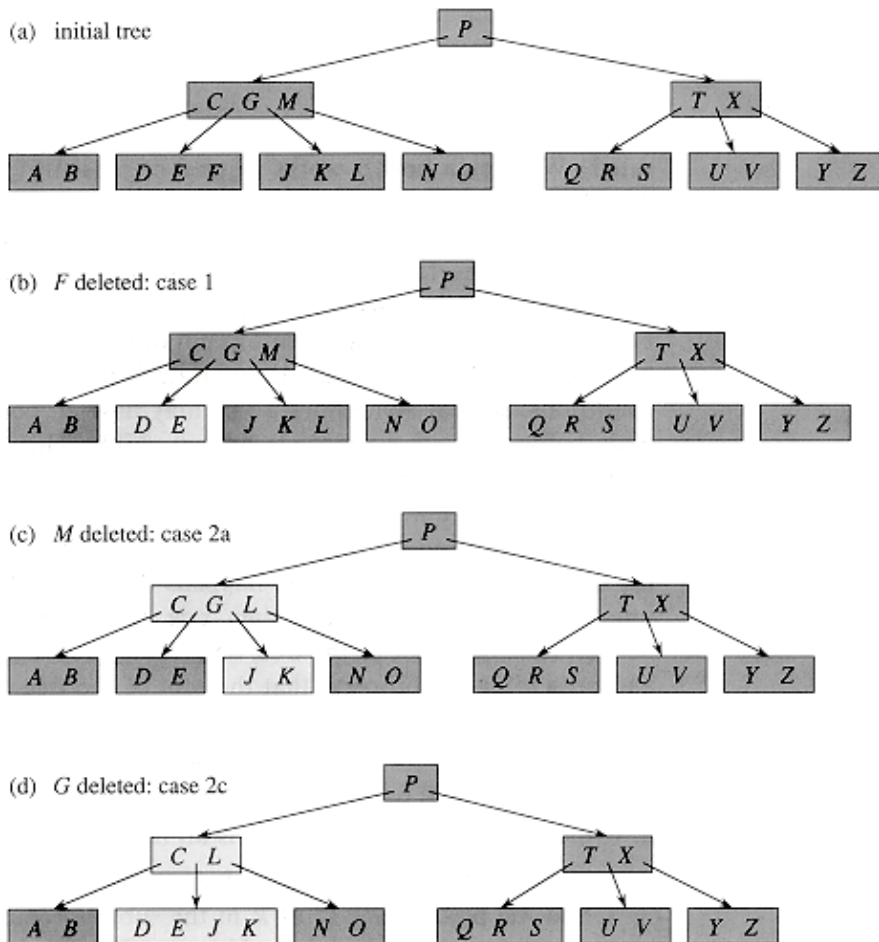 (a) initial tree
P
C G M
T X
A B
D E F
J K L
N O
Q R S
U V
Y Z
(b) F deleted: case 1
P
C G M
T X
A B
D E
J K L
N O
Q R S
U V
Y Z
(c) M deleted: case 2a
P
C G L
T X
A B
D E
J K
N O
Q R S
U V
Y Z
(d) G deleted: case 2c
P
C L
T X
A B
D E J K
N O
Q R S
U V
Y Z